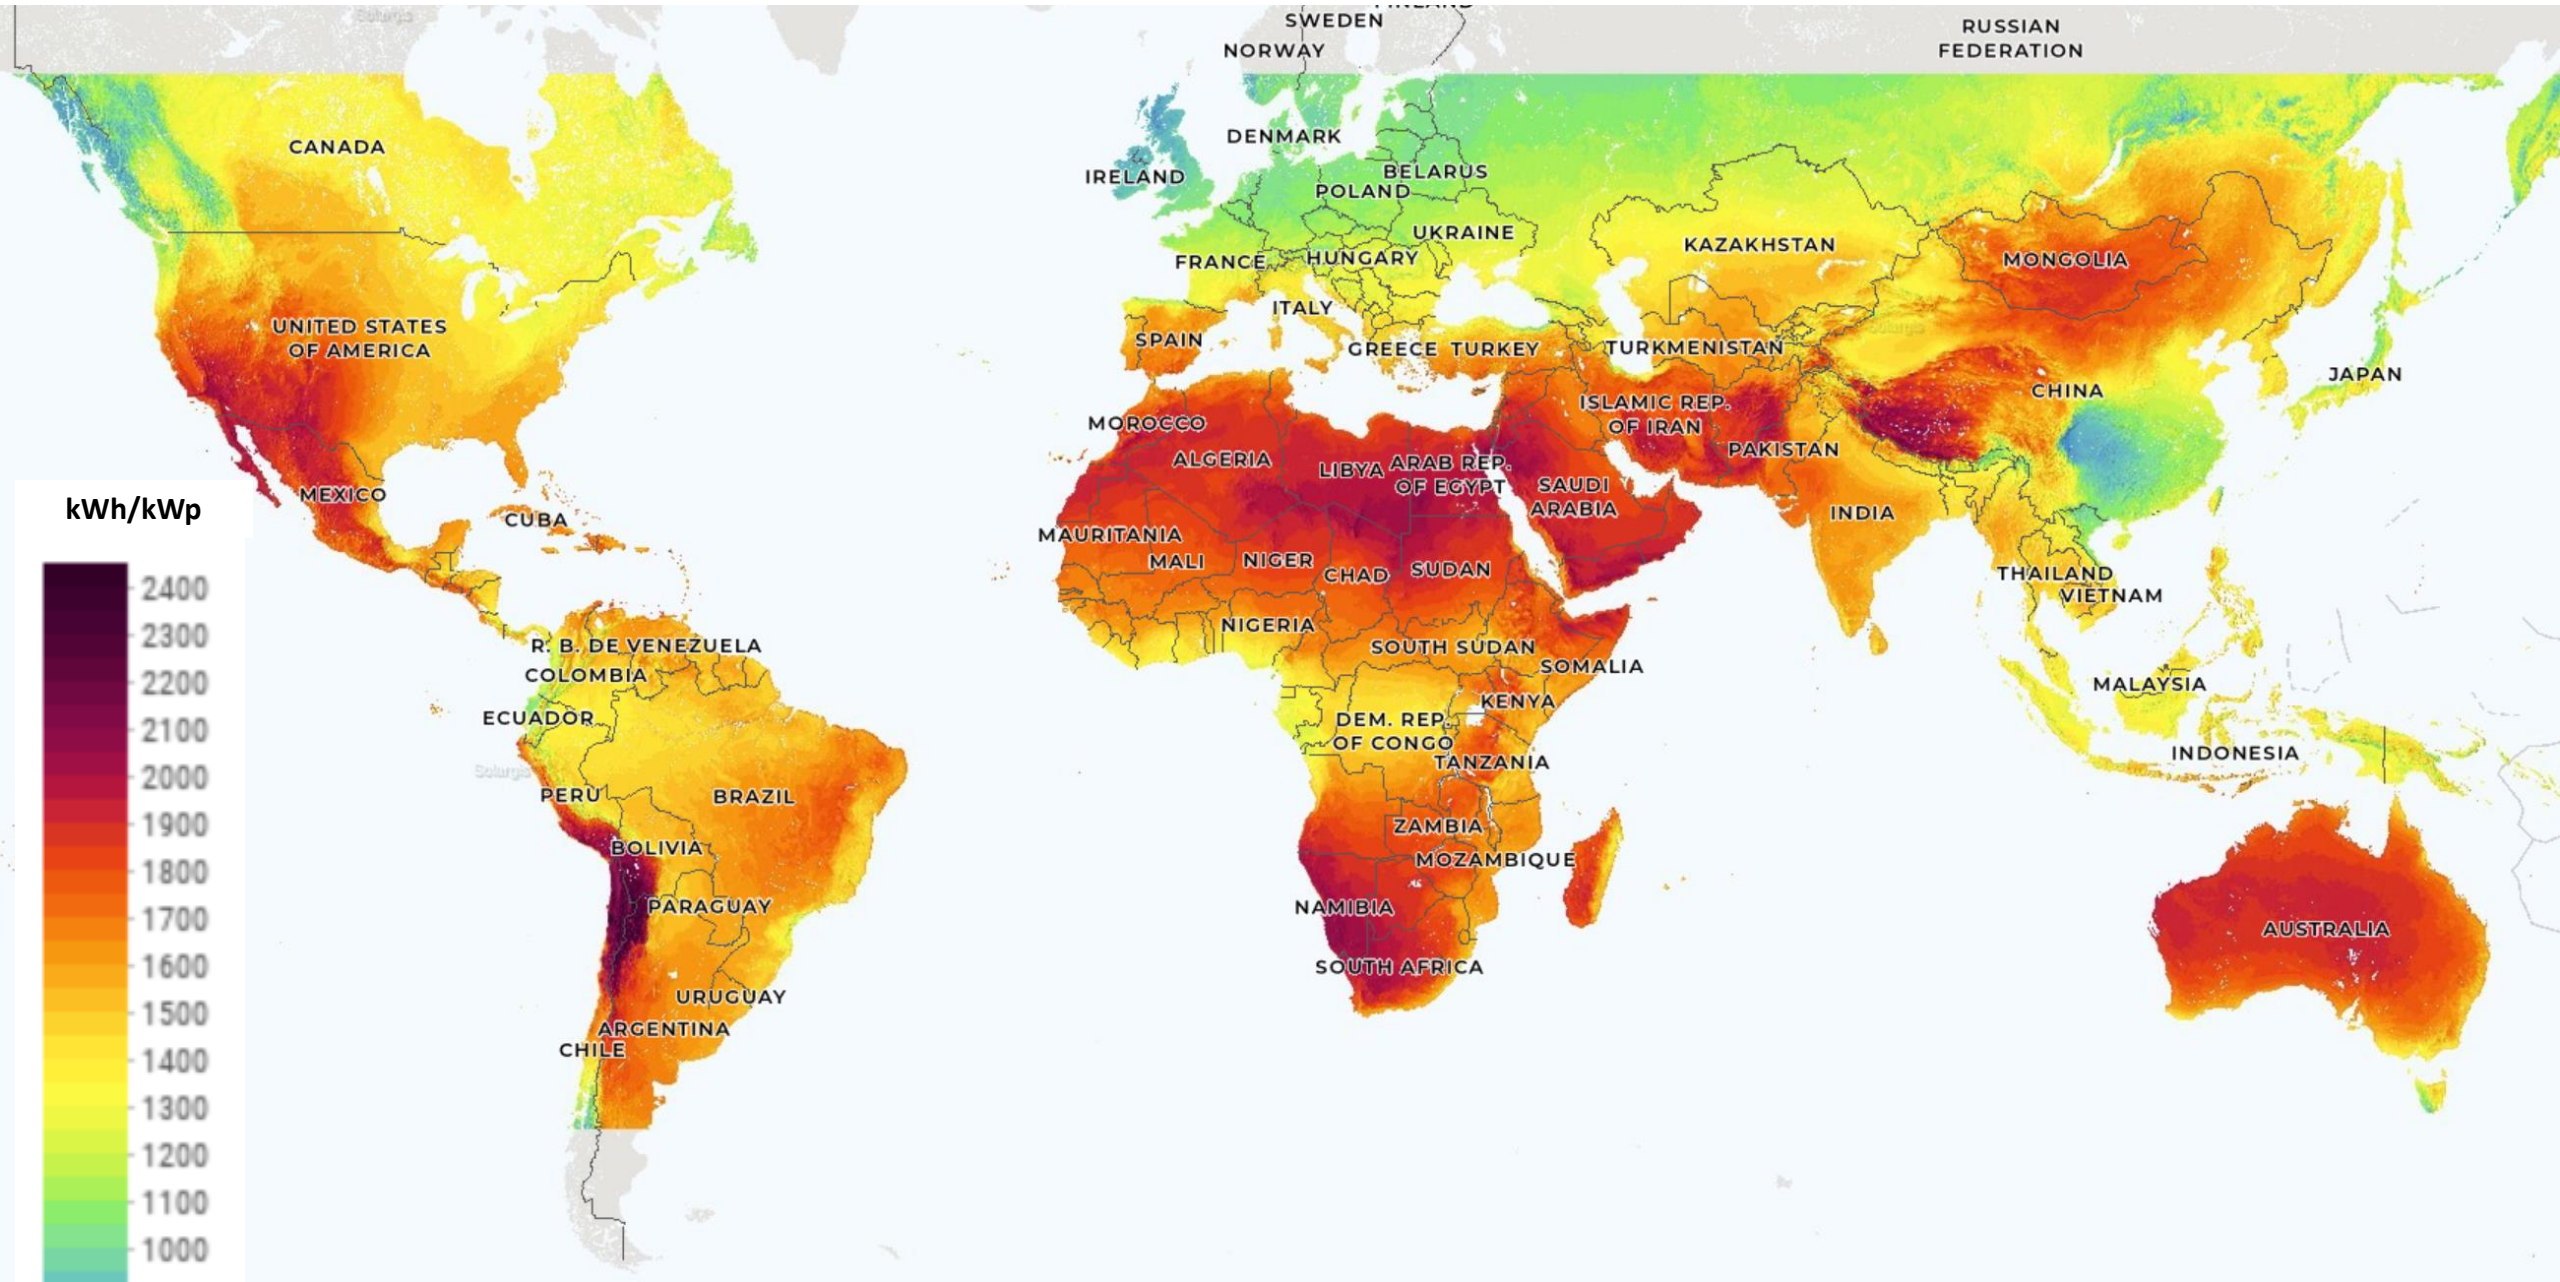 Solargis
FINLAND
SWEDEN
NORWAY
RUSSIAN
FEDERATION
CANADA
DENMARK
IRELAND
BELARUS
POLAND
UKRAINE
KAZAKHSTAN
FRANCE
HUNGARY
MONGOLIA
ITALY
UNITED STATES
OF AMERICA
Solargis
SPAIN
GREECE
TURKEY
TURKMENISTAN
JAPAN
CHINA
ISLAMIC REP.
OF IRAN
MOROCCO
PAKISTAN
ALGERIA
LIBYA
ARAB REP.
OF EGYPT
SAUDI
ARABIA
MEXICO
INDIA
CUBA
MAURITANIA
MALI
NIGER
CHAD
SUDAN
THAILAND
VIETNAM
NIGERIA
R. B. DE VENEZUELA
SOUTH SUDAN
SOMALIA
COLOMBIA
MALAYSIA
KENYA
ECUADOR
DEM. REP.
OF CONGO
INDONESIA
TANZANIA
Solargis
PERU
BRAZIL
ZAMBIA
BOLIVIA
MOZAMBIQUE
PARAGUAY
NAMIBIA
AUSTRALIA
SOUTH AFRICA
URUGUAY
ARGENTINA
CHILE
kWh/kWp
2400
2300
2200
2100
2000
1900
1800
1700
1600
1500
1400
1300
1200
1100
1000